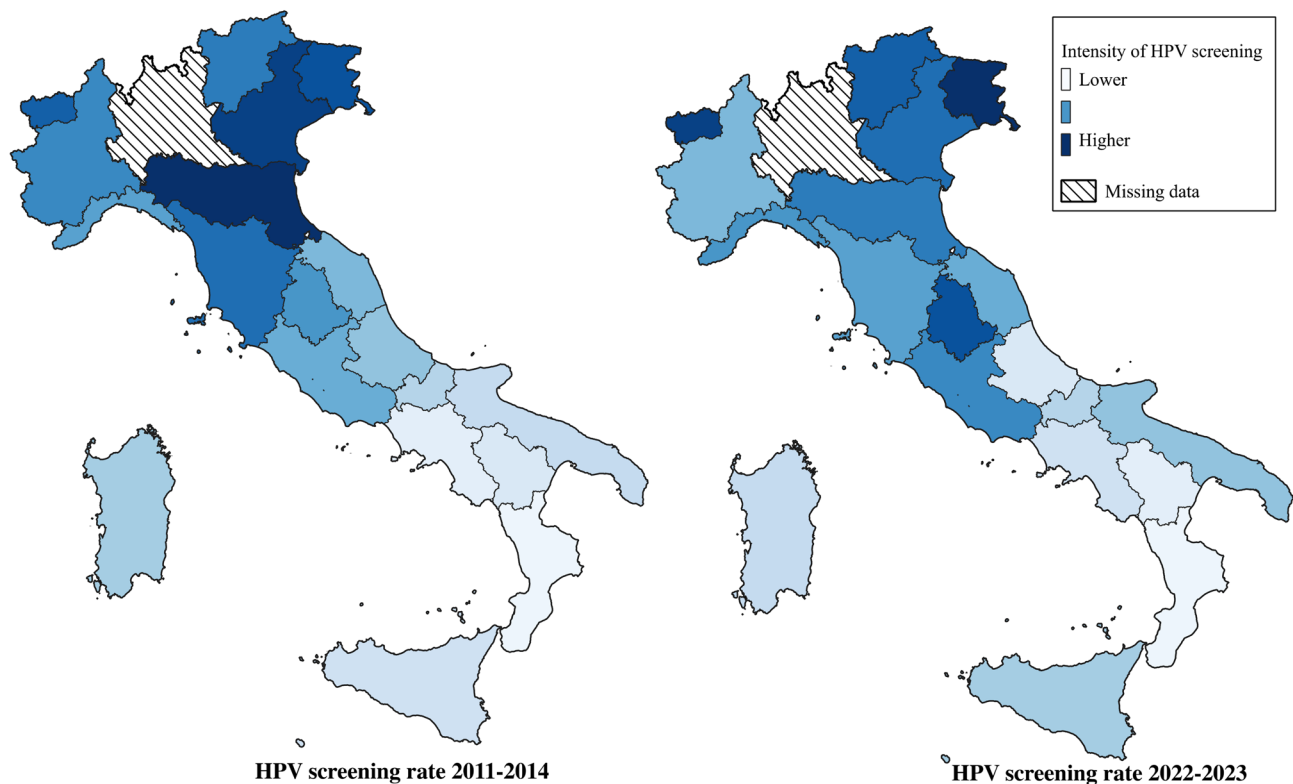 Intensity of HPV screening
Lower
Higher
Missing data
HPV screening rate 2011-2014
HPV screening rate 2022-2023